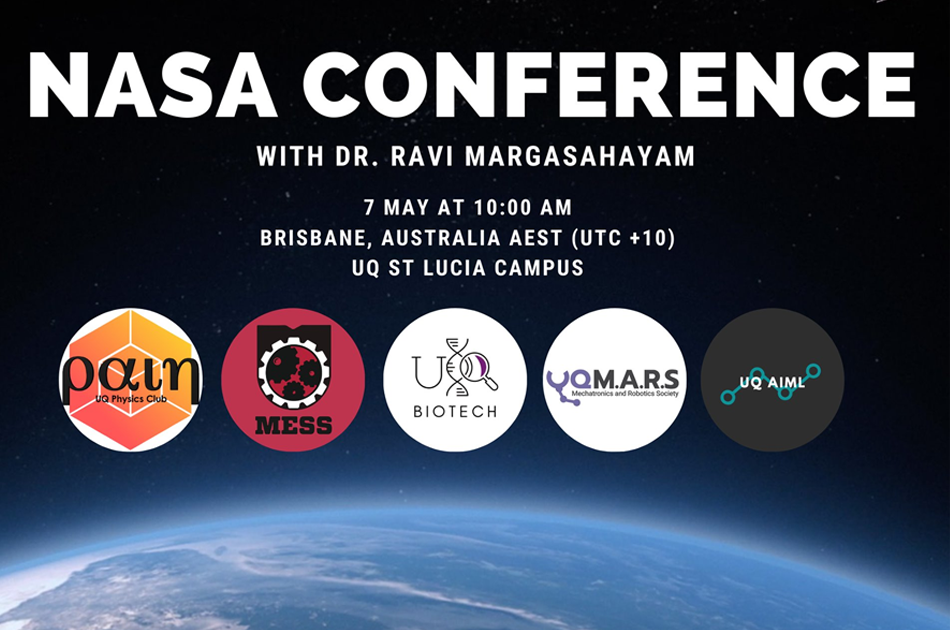 NASA CONFERENCE
WITH DR. RAVI MARGASAHAYAM
7 MAY AT 10:00 AM
BRISBANE, AUSTRALIA AEST (UTC +10)
UQ ST LUCIA CAMPUS
ραιη
UQ Physics Club
MESS
UQ
BIOTECH
UQM.A.R.S
Mechatronics and Robotics Society
UQ AIML